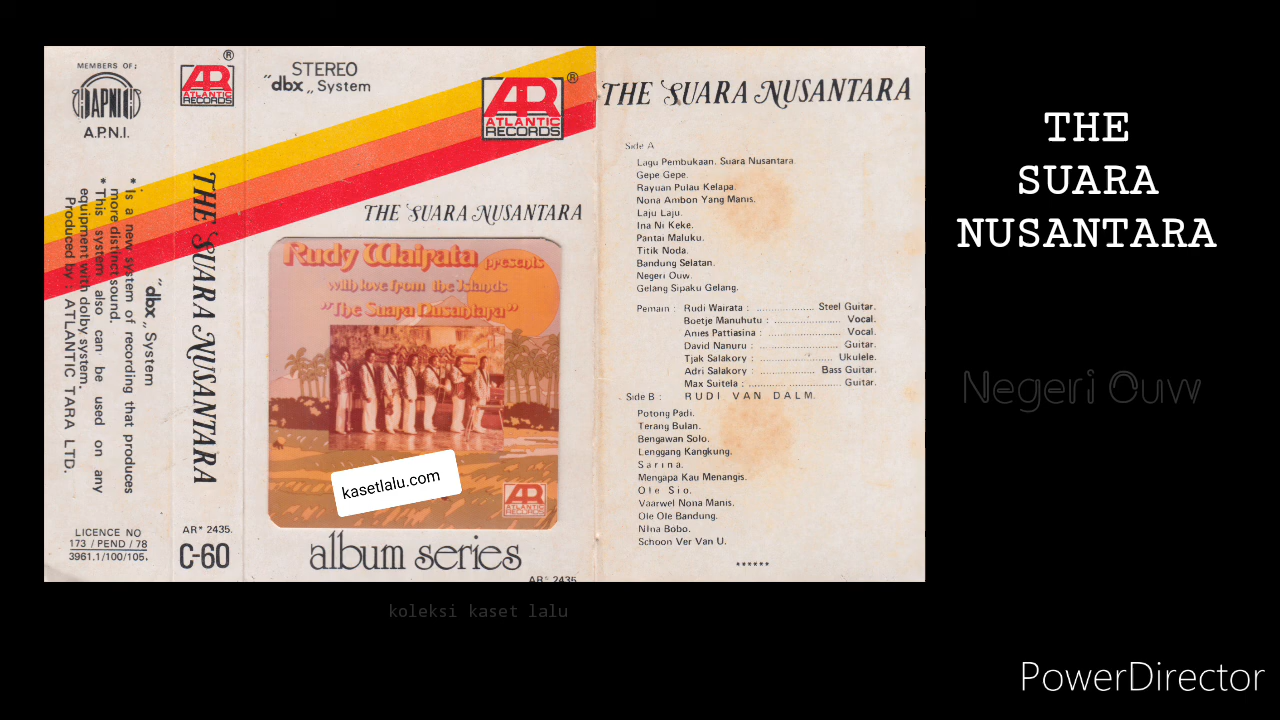 MEMBERS OF :
APNI
A.P.N.I.
"dbx„ System
* Is a new system of recording that produces
more distinct sound.
* This system also can be used on any
equipment with dolby system.
Produced by : ATLANTIC TARA LTD.
LICENCE NO
173 / PEND / 78
3961.1/100/105.
AR ®
ATLANTIC
RECORDS
THE SUARA NUSANTARA
AR* 2435.
C-60
STEREO
"dbx„ System
AR ®
ATLANTIC
RECORDS
THE SUARA NUSANTARA
Rudy Wairata presents
with love from the Islands
"The Suara Nusantara"
kasetlalu.com
AR
ATLANTIC
RECORDS
album series
AR* 2435
THE SUARA NUSANTARA
Side A
Lagu Pembukaan. Suara Nusantara.
Gepe Gepe.
Rayuan Pulau Kelapa.
Nona Ambon Yang Manis.
Laju Laju.
Ina Ni Keke.
Pantai Maluku.
Titik Noda.
Bandung Selatan.
Negeri Ouw.
Gelang Sipaku Gelang.
Pemain : Rudi Wairata : .................. Steel Guitar.
Boetje Manuhutu : .................... Vocal.
Anies Pattiasina : ..................... Vocal.
David Nanuru : ....................... Guitar.
Tjak Salakory : ..................... Ukulele.
Adri Salakory : ................ Bass Guitar.
Max Suitela : ........................ Guitar.
Side B : RUDI VAN DALM.
Potong Padi.
Terang Bulan.
Bengawan Solo.
Lenggang Kangkung.
Sarina.
Mengapa Kau Menangis.
Ole Sio.
Vaarwel Nona Manis.
Ole Ole Bandung.
Nina Bobo.
Schoon Ver Van U.
******
THE
SUARA
NUSANTARA
Negeri Ouw
koleksi kaset lalu
PowerDirector